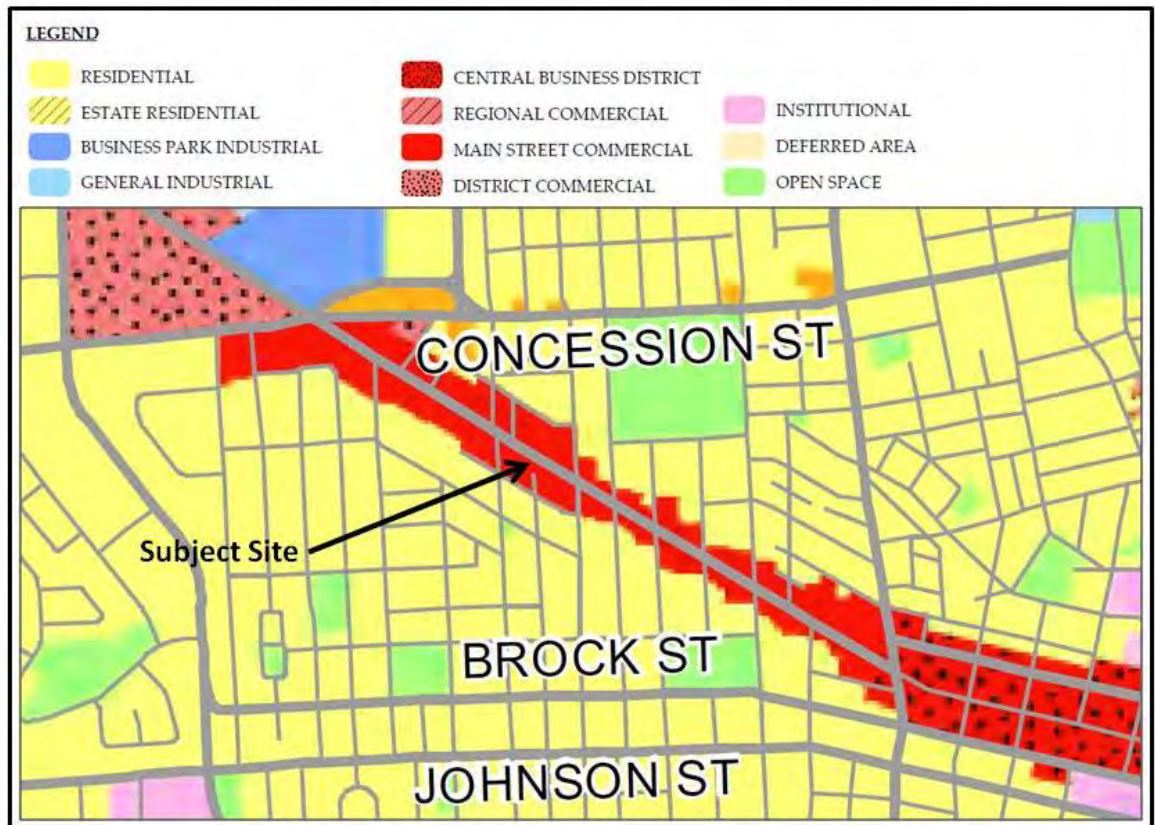 LEGEND
RESIDENTIAL
ESTATE RESIDENTIAL
BUSINESS PARK INDUSTRIAL
GENERAL INDUSTRIAL
CENTRAL BUSINESS DISTRICT
REGIONAL COMMERCIAL
MAIN STREET COMMERCIAL
DISTRICT COMMERCIAL
INSTITUTIONAL
DEFERRED AREA
OPEN SPACE
CONCESSION ST
Subject Site
BROCK ST
JOHNSON ST